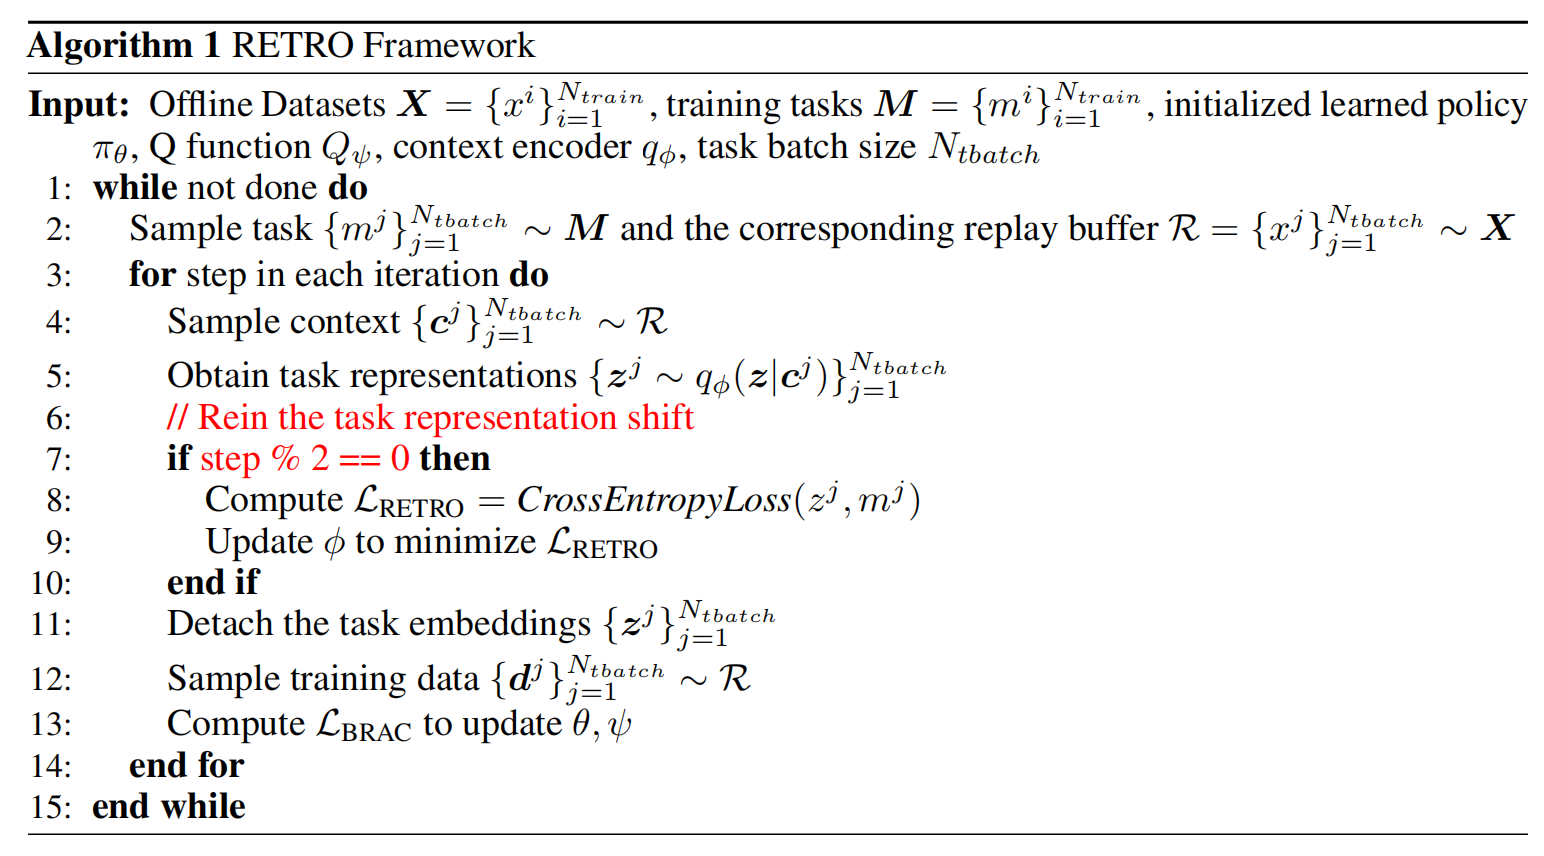 Algorithm 1 RETRO Framework
Input: Offline Datasets $\boldsymbol{X} = \{x^i\}_{i=1}^{N_{train}}$, training tasks $\boldsymbol{M} = \{m^i\}_{i=1}^{N_{train}}$, initialized learned policy
$\pi_\theta$, Q function $Q_\psi$, context encoder $q_\phi$, task batch size $N_{tbatch}$
1: while not done do
2: Sample task $\{m^j\}_{j=1}^{N_{tbatch}} \sim \boldsymbol{M}$ and the corresponding replay buffer $\mathcal{R} = \{x^j\}_{j=1}^{N_{tbatch}} \sim \boldsymbol{X}$
3: for step in each iteration do
4: Sample context $\{\boldsymbol{c}^j\}_{j=1}^{N_{tbatch}} \sim \mathcal{R}$
5: Obtain task representations $\{\boldsymbol{z}^j \sim q_\phi(\boldsymbol{z}|\boldsymbol{c}^j)\}_{j=1}^{N_{tbatch}}$
6: // Rein the task representation shift
7: if step % 2 == 0 then
8: Compute $\mathcal{L}_{\text{RETRO}} = CrossEntropyLoss(z^j, m^j)$
9: Update $\phi$ to minimize $\mathcal{L}_{\text{RETRO}}$
10: end if
11: Detach the task embeddings $\{\boldsymbol{z}^j\}_{j=1}^{N_{tbatch}}$
12: Sample training data $\{\boldsymbol{d}^j\}_{j=1}^{N_{tbatch}} \sim \mathcal{R}$
13: Compute $\mathcal{L}_{\text{BRAC}}$ to update $\theta, \psi$
14: end for
15: end while